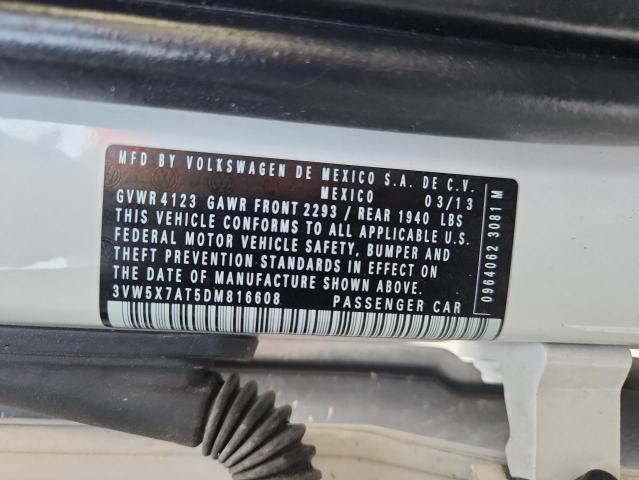 MFD BY VOLKSWAGEN DE MEXICO S.A. DE C.V.
MEXICO 03/13
GVWR 4123 GAWR FRONT 2293 / REAR 1940 LBS
THIS VEHICLE CONFORMS TO ALL APPLICABLE U.S.
FEDERAL MOTOR VEHICLE SAFETY, BUMPER AND
THEFT PREVENTION STANDARDS IN EFFECT ON
THE DATE OF MANUFACTURE SHOWN ABOVE.
3VW5X7AT5DM816608 PASSENGER CAR
0964062 3081 M